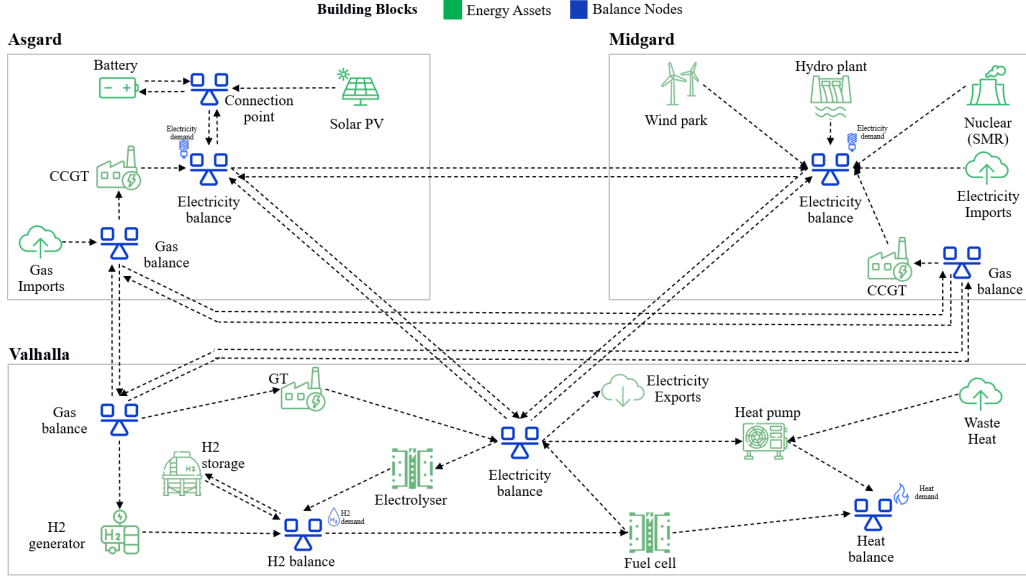 Building Blocks
Energy Assets
Balance Nodes
Asgard
Midgard
Battery
Connection
point
Solar PV
Electricity
demand
CCGT
Electricity
balance
Gas
Imports
Gas
balance
Wind park
Hydro plant
Nuclear
(SMR)
Electricity
demand
Electricity
balance
Electricity
Imports
CCGT
Gas
balance
Valhalla
Gas
balance
GT
Electricity
Exports
Heat pump
Waste
Heat
H2
storage
Electrolyser
Electricity
balance
H2
H2
generator
H2
H2
H2
demand
H2 balance
Fuel cell
Heat
demand
Heat
balance